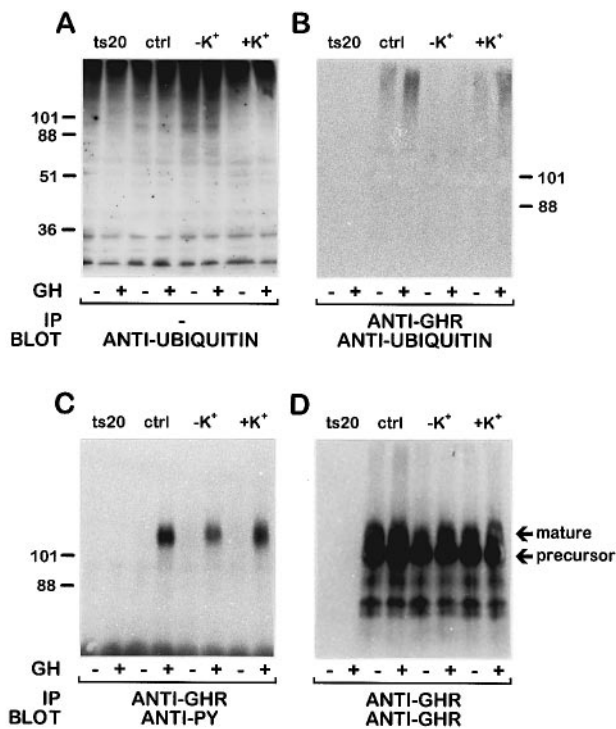 A
ts20 ctrl -K+ +K+
101
88
51
36
GH - + - + - + - +
IP -
BLOT ANTI-UBIQUITIN
B
ts20 ctrl -K+ +K+
101
88
- + - + - + - +
ANTI-GHR
ANTI-UBIQUITIN
C
ts20 ctrl -K+ +K+
101
88
GH - + - + - + - +
IP ANTI-GHR
BLOT ANTI-PY
D
ts20 ctrl -K+ +K+
mature
precursor
- + - + - + - +
ANTI-GHR
ANTI-GHR